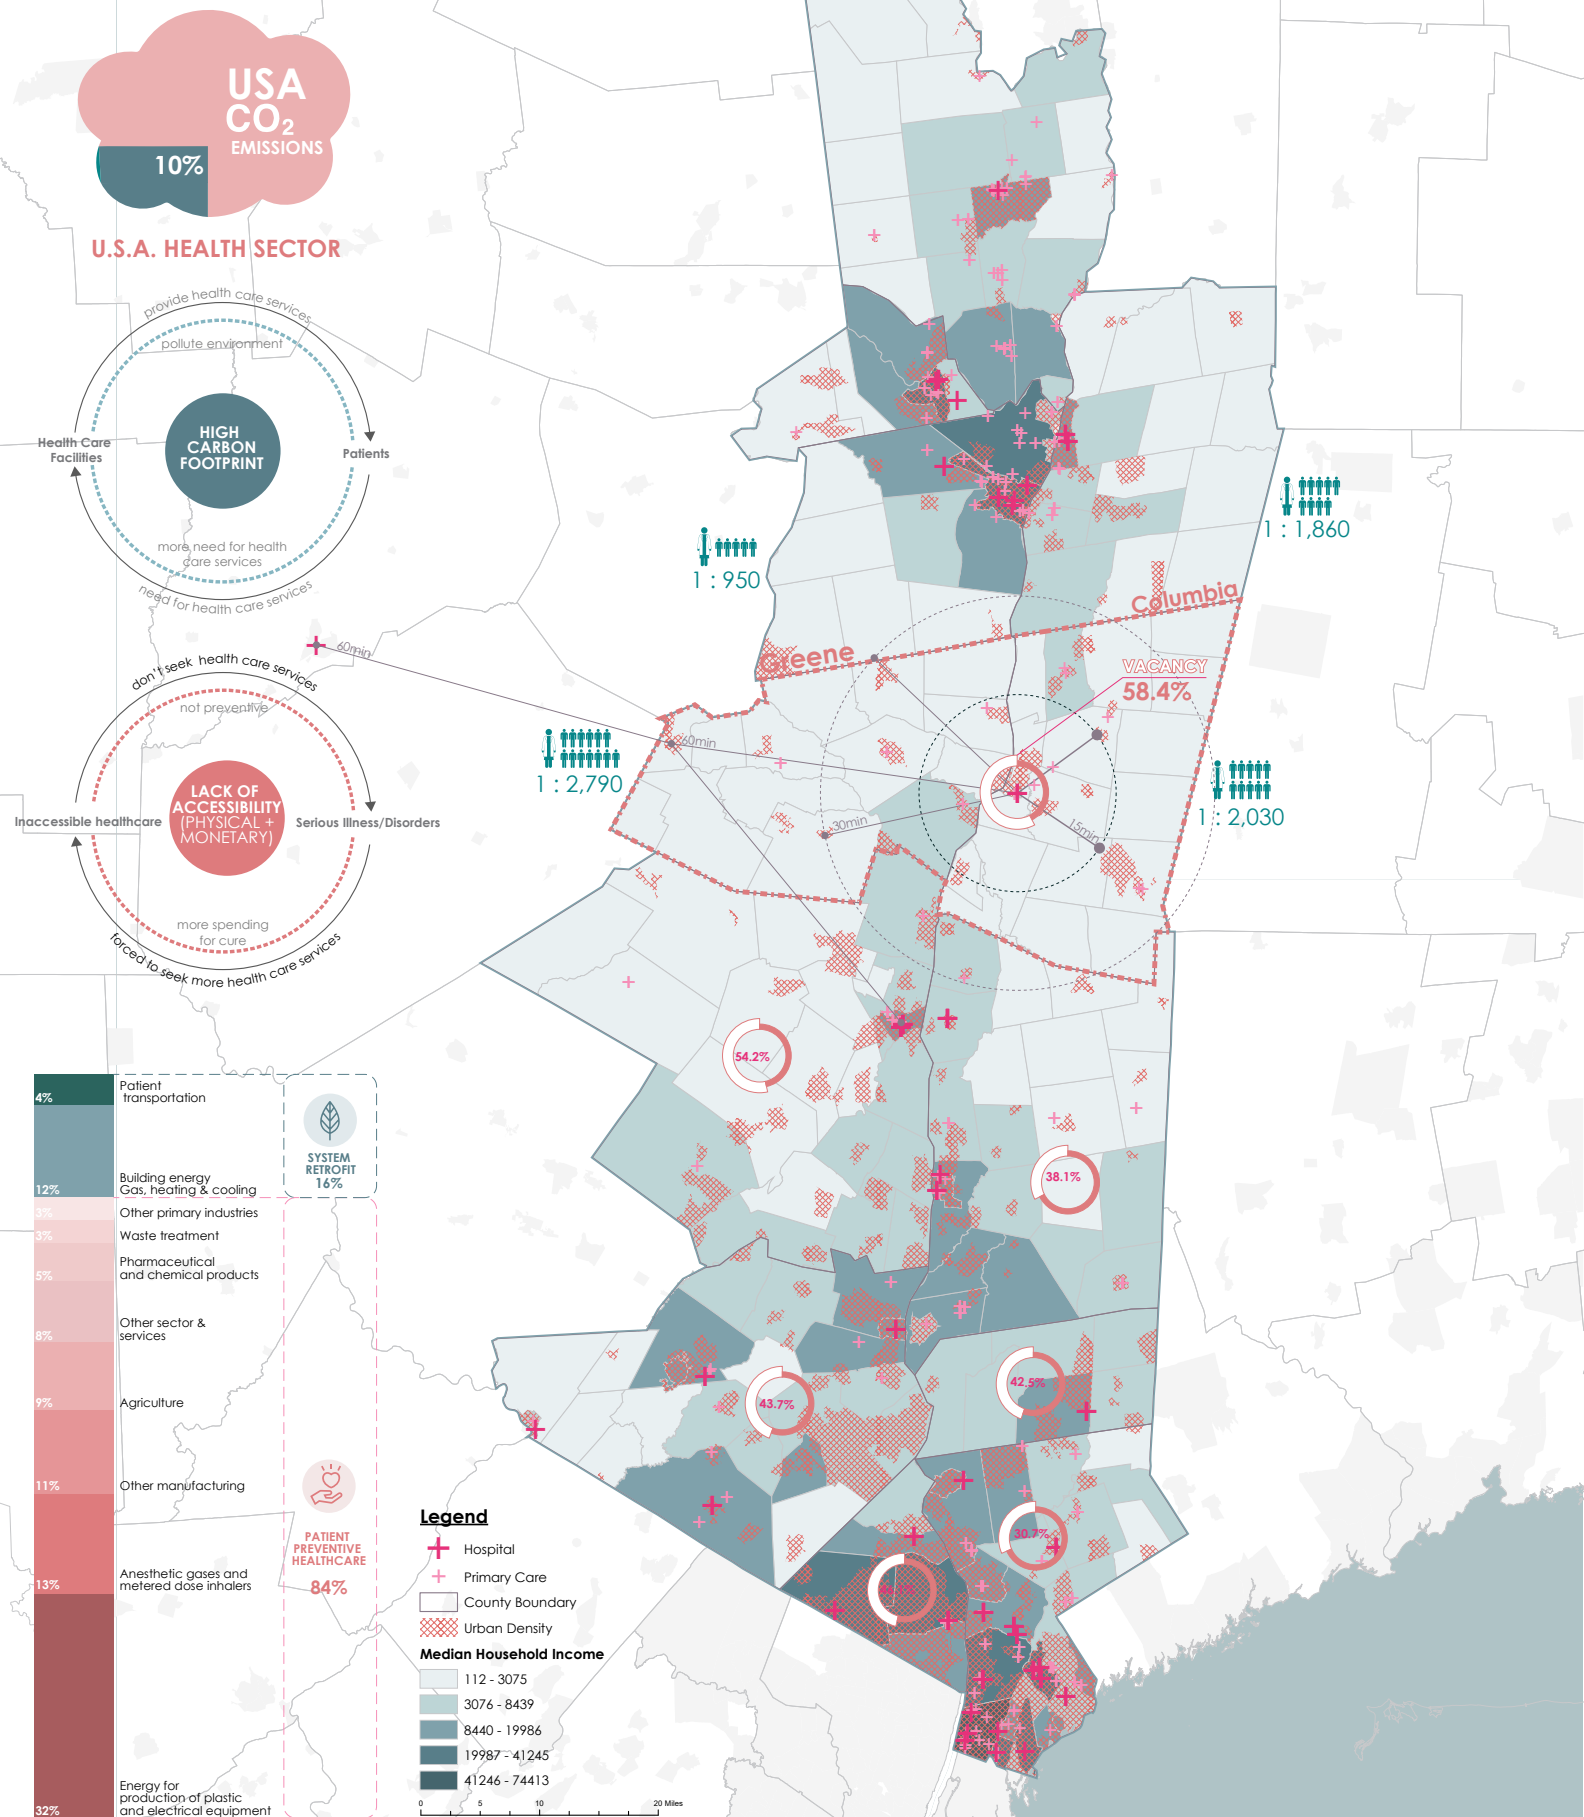 USA
CO2
EMISSIONS
10%
U.S.A. HEALTH SECTOR
provide health care services
pollute environment
Health Care
Facilities
HIGH
CARBON
FOOTPRINT
Patients
more need for health
care services
need for health care services
don't seek health care services
not preventive
Inaccessible healthcare
LACK OF
ACCESSIBILITY
(PHYSICAL +
MONETARY)
Serious Illness/Disorders
more spending
for cure
forced to seek more health care services
60min
60min
30min
15min
1 : 950
1 : 1,860
1 : 2,790
1 : 2,030
Columbia
Greene
VACANCY
58.4%
54.2%
38.1%
43.7%
42.5%
30.7%
4%
Patient
transportation
12%
Building energy
Gas, heating & cooling
SYSTEM
RETROFIT
16%
3%
Other primary industries
3%
Waste treatment
5%
Pharmaceutical
and chemical products
8%
Other sector &
services
9%
Agriculture
11%
Other manufacturing
13%
Anesthetic gases and
metered dose inhalers
32%
Energy for
production of plastic
and electrical equipment
PATIENT
PREVENTIVE
HEALTHCARE
84%
Legend
Hospital
Primary Care
County Boundary
Urban Density
Median Household Income
112 - 3075
3076 - 8439
8440 - 19986
19987 - 41245
41246 - 74413
0 5 10 20 Miles